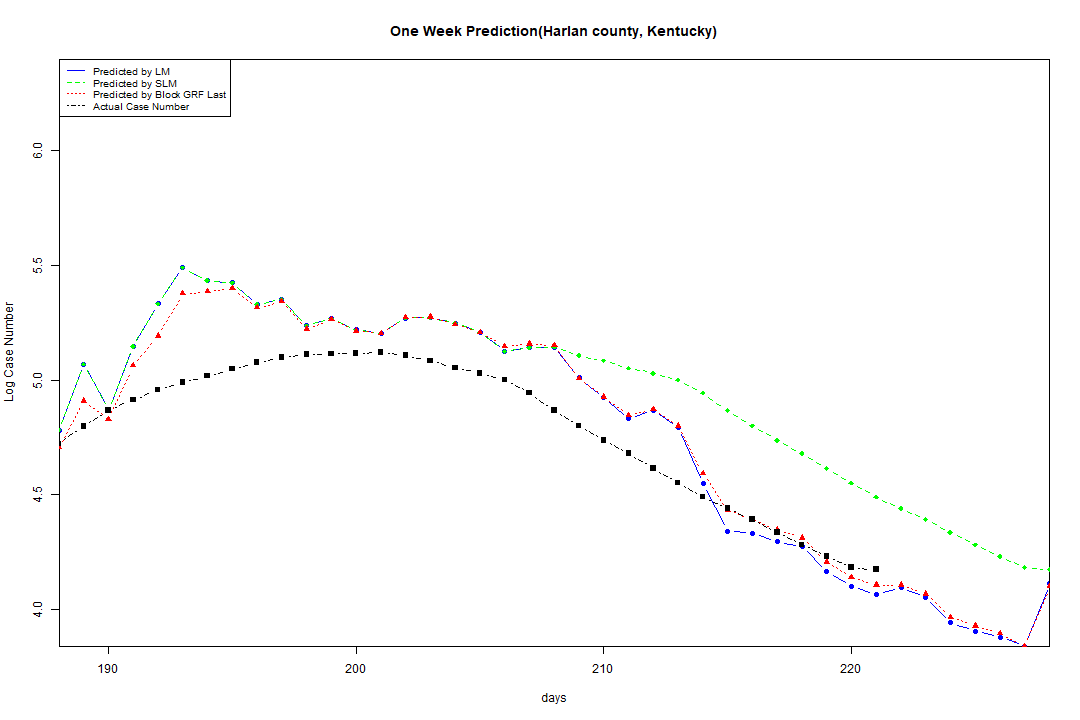 One Week Prediction(Harlan county, Kentucky)
Predicted by LM
Predicted by SLM
Predicted by Block GRF Last
Actual Case Number
Log Case Number
6.0
5.5
5.0
4.5
4.0
190 200 210 220
days